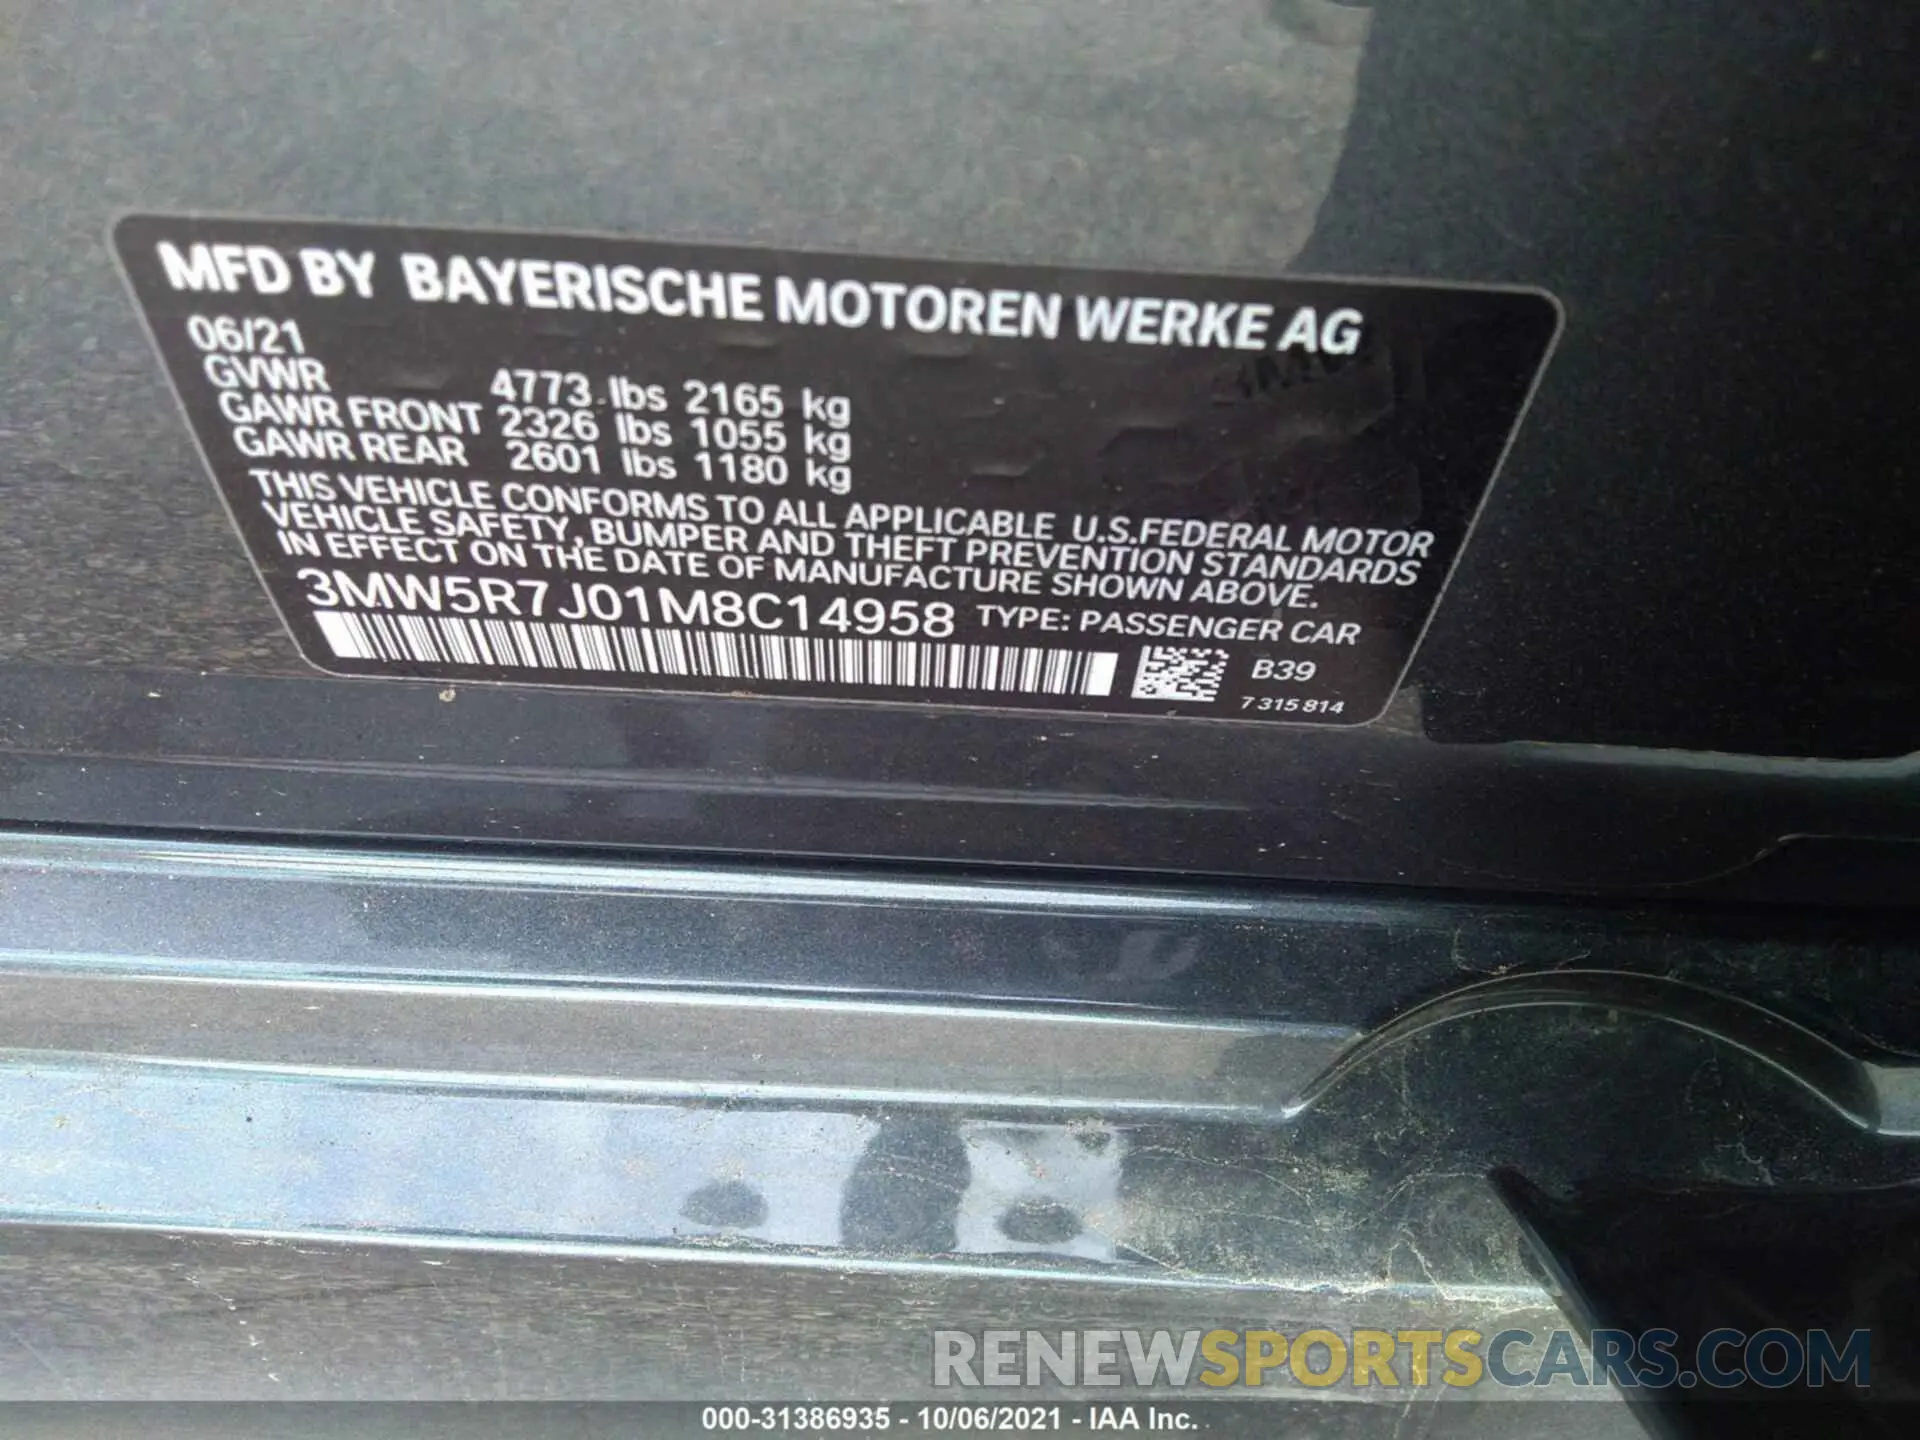 MFD BY BAYERISCHE MOTOREN WERKE AG
06/21
GVWR 4773 lbs 2165 kg
GAWR FRONT 2326 lbs 1055 kg
GAWR REAR 2601 lbs 1180 kg
THIS VEHICLE CONFORMS TO ALL APPLICABLE U.S.FEDERAL MOTOR
VEHICLE SAFETY, BUMPER AND THEFT PREVENTION STANDARDS
IN EFFECT ON THE DATE OF MANUFACTURE SHOWN ABOVE.
3MW5R7J01M8C14958 TYPE: PASSENGER CAR
B39
7 315 814
RENEWSPORTSCARS.COM
000-31386935 - 10/06/2021 - IAA Inc.